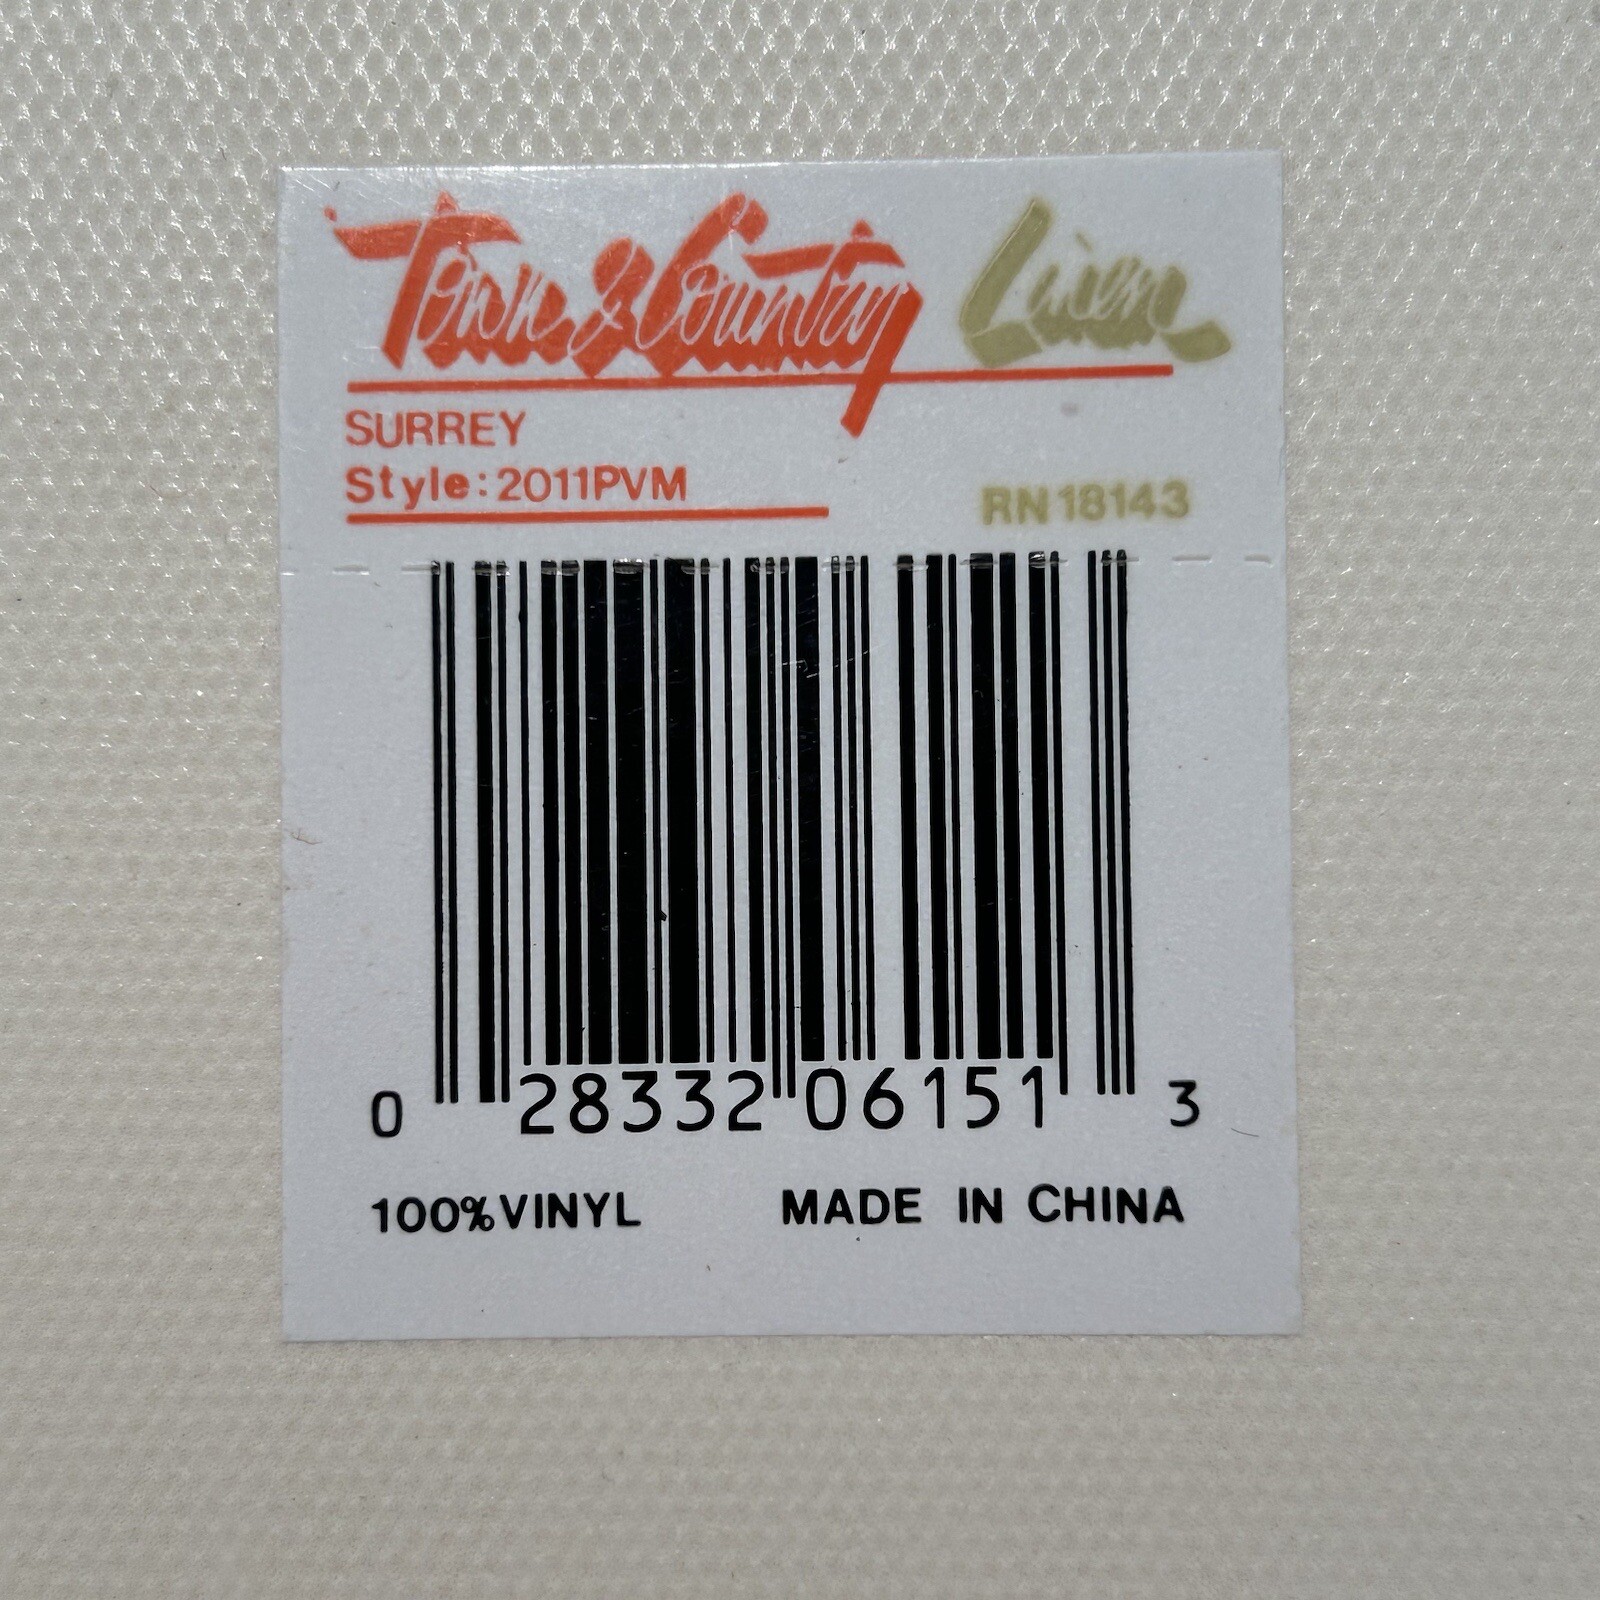 Town & Country Linen
SURREY
Style: 2011PVM
RN 18143
0 28332 06151 3
100% VINYL MADE IN CHINA